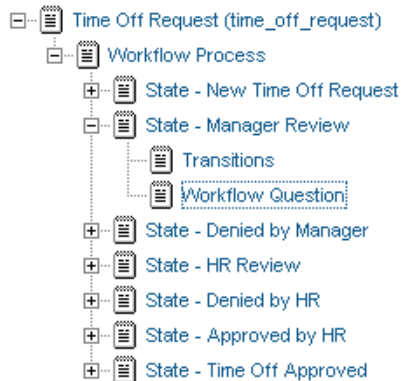 Time Off Request (time_off_request)
Workflow Process
State - New Time Off Request
State - Manager Review
Transitions
Workflow Question
State - Denied by Manager
State - HR Review
State - Denied by HR
State - Approved by HR
State - Time Off Approved